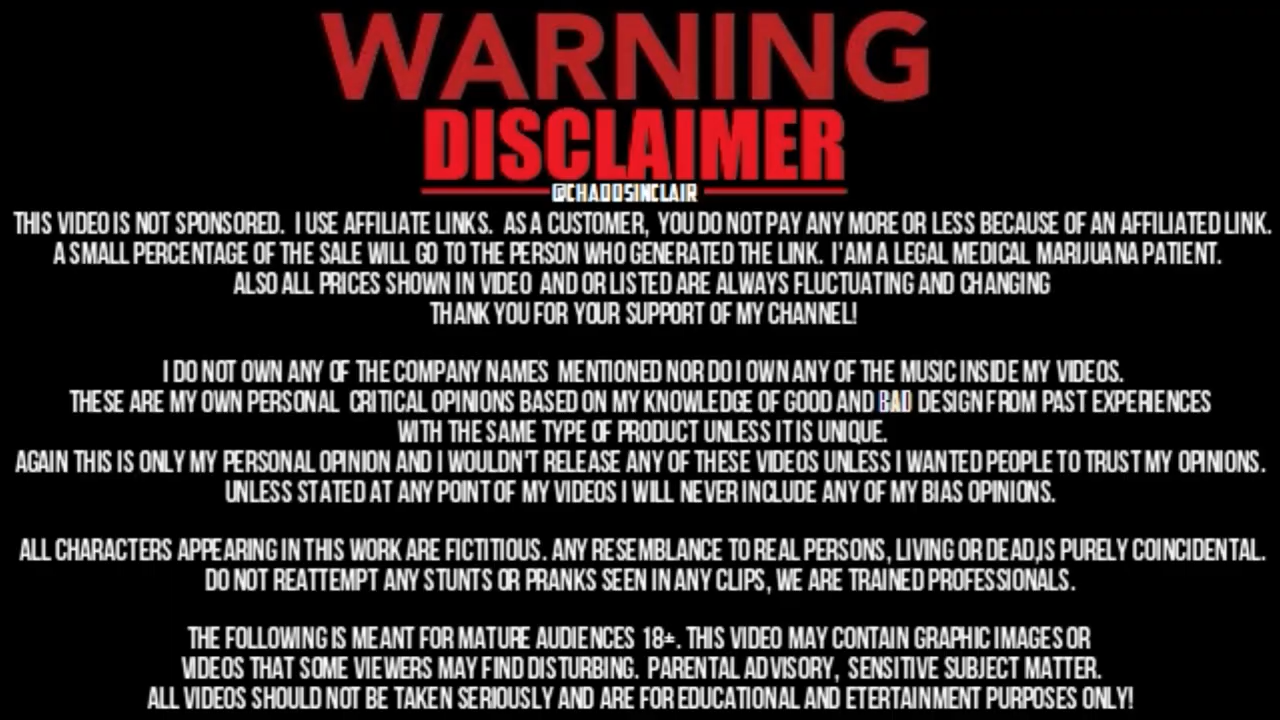 WARNING
DISCLAIMER
@CHADDSINCLAIR
THIS VIDEO IS NOT SPONSORED. I USE AFFILIATE LINKS. AS A CUSTOMER, YOU DO NOT PAY ANY MORE OR LESS BECAUSE OF AN AFFILIATED LINK.
A SMALL PERCENTAGE OF THE SALE WILL GO TO THE PERSON WHO GENERATED THE LINK. I'AM A LEGAL MEDICAL MARIJUANA PATIENT.
ALSO ALL PRICES SHOWN IN VIDEO AND OR LISTED ARE ALWAYS FLUCTUATING AND CHANGING
THANK YOU FOR YOUR SUPPORT OF MY CHANNEL!
I DO NOT OWN ANY OF THE COMPANY NAMES MENTIONED NOR DO I OWN ANY OF THE MUSIC INSIDE MY VIDEOS.
THESE ARE MY OWN PERSONAL CRITICAL OPINIONS BASED ON MY KNOWLEDGE OF GOOD AND BAD DESIGN FROM PAST EXPERIENCES
WITH THE SAME TYPE OF PRODUCT UNLESS IT IS UNIQUE.
AGAIN THIS IS ONLY MY PERSONAL OPINION AND I WOULDN'T RELEASE ANY OF THESE VIDEOS UNLESS I WANTED PEOPLE TO TRUST MY OPINIONS.
UNLESS STATED AT ANY POINT OF MY VIDEOS I WILL NEVER INCLUDE ANY OF MY BIAS OPINIONS.
ALL CHARACTERS APPEARING IN THIS WORK ARE FICTITIOUS. ANY RESEMBLANCE TO REAL PERSONS, LIVING OR DEAD,IS PURELY COINCIDENTAL.
DO NOT REATTEMPT ANY STUNTS OR PRANKS SEEN IN ANY CLIPS, WE ARE TRAINED PROFESSIONALS.
THE FOLLOWING IS MEANT FOR MATURE AUDIENCES 18+. THIS VIDEO MAY CONTAIN GRAPHIC IMAGES OR
VIDEOS THAT SOME VIEWERS MAY FIND DISTURBING. PARENTAL ADVISORY, SENSITIVE SUBJECT MATTER.
ALL VIDEOS SHOULD NOT BE TAKEN SERIOUSLY AND ARE FOR EDUCATIONAL AND ETERTAINMENT PURPOSES ONLY!